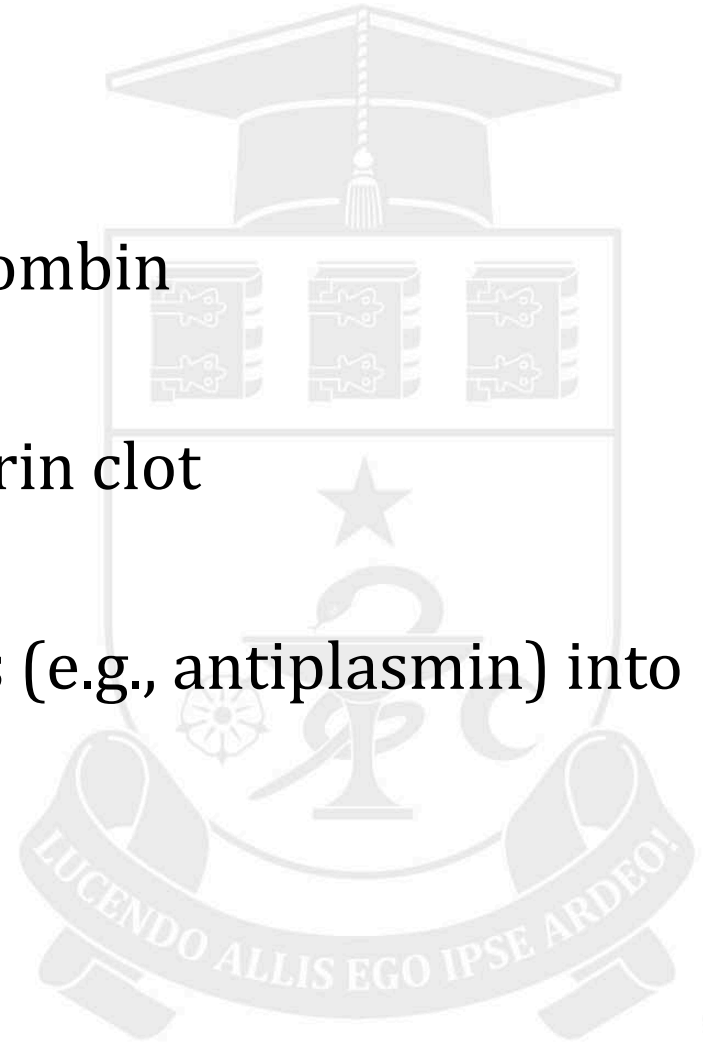 ombin
rin clot
s (e.g., antiplasmin) into
LUCENDO ALLIS EGO IPSE ARDEO!